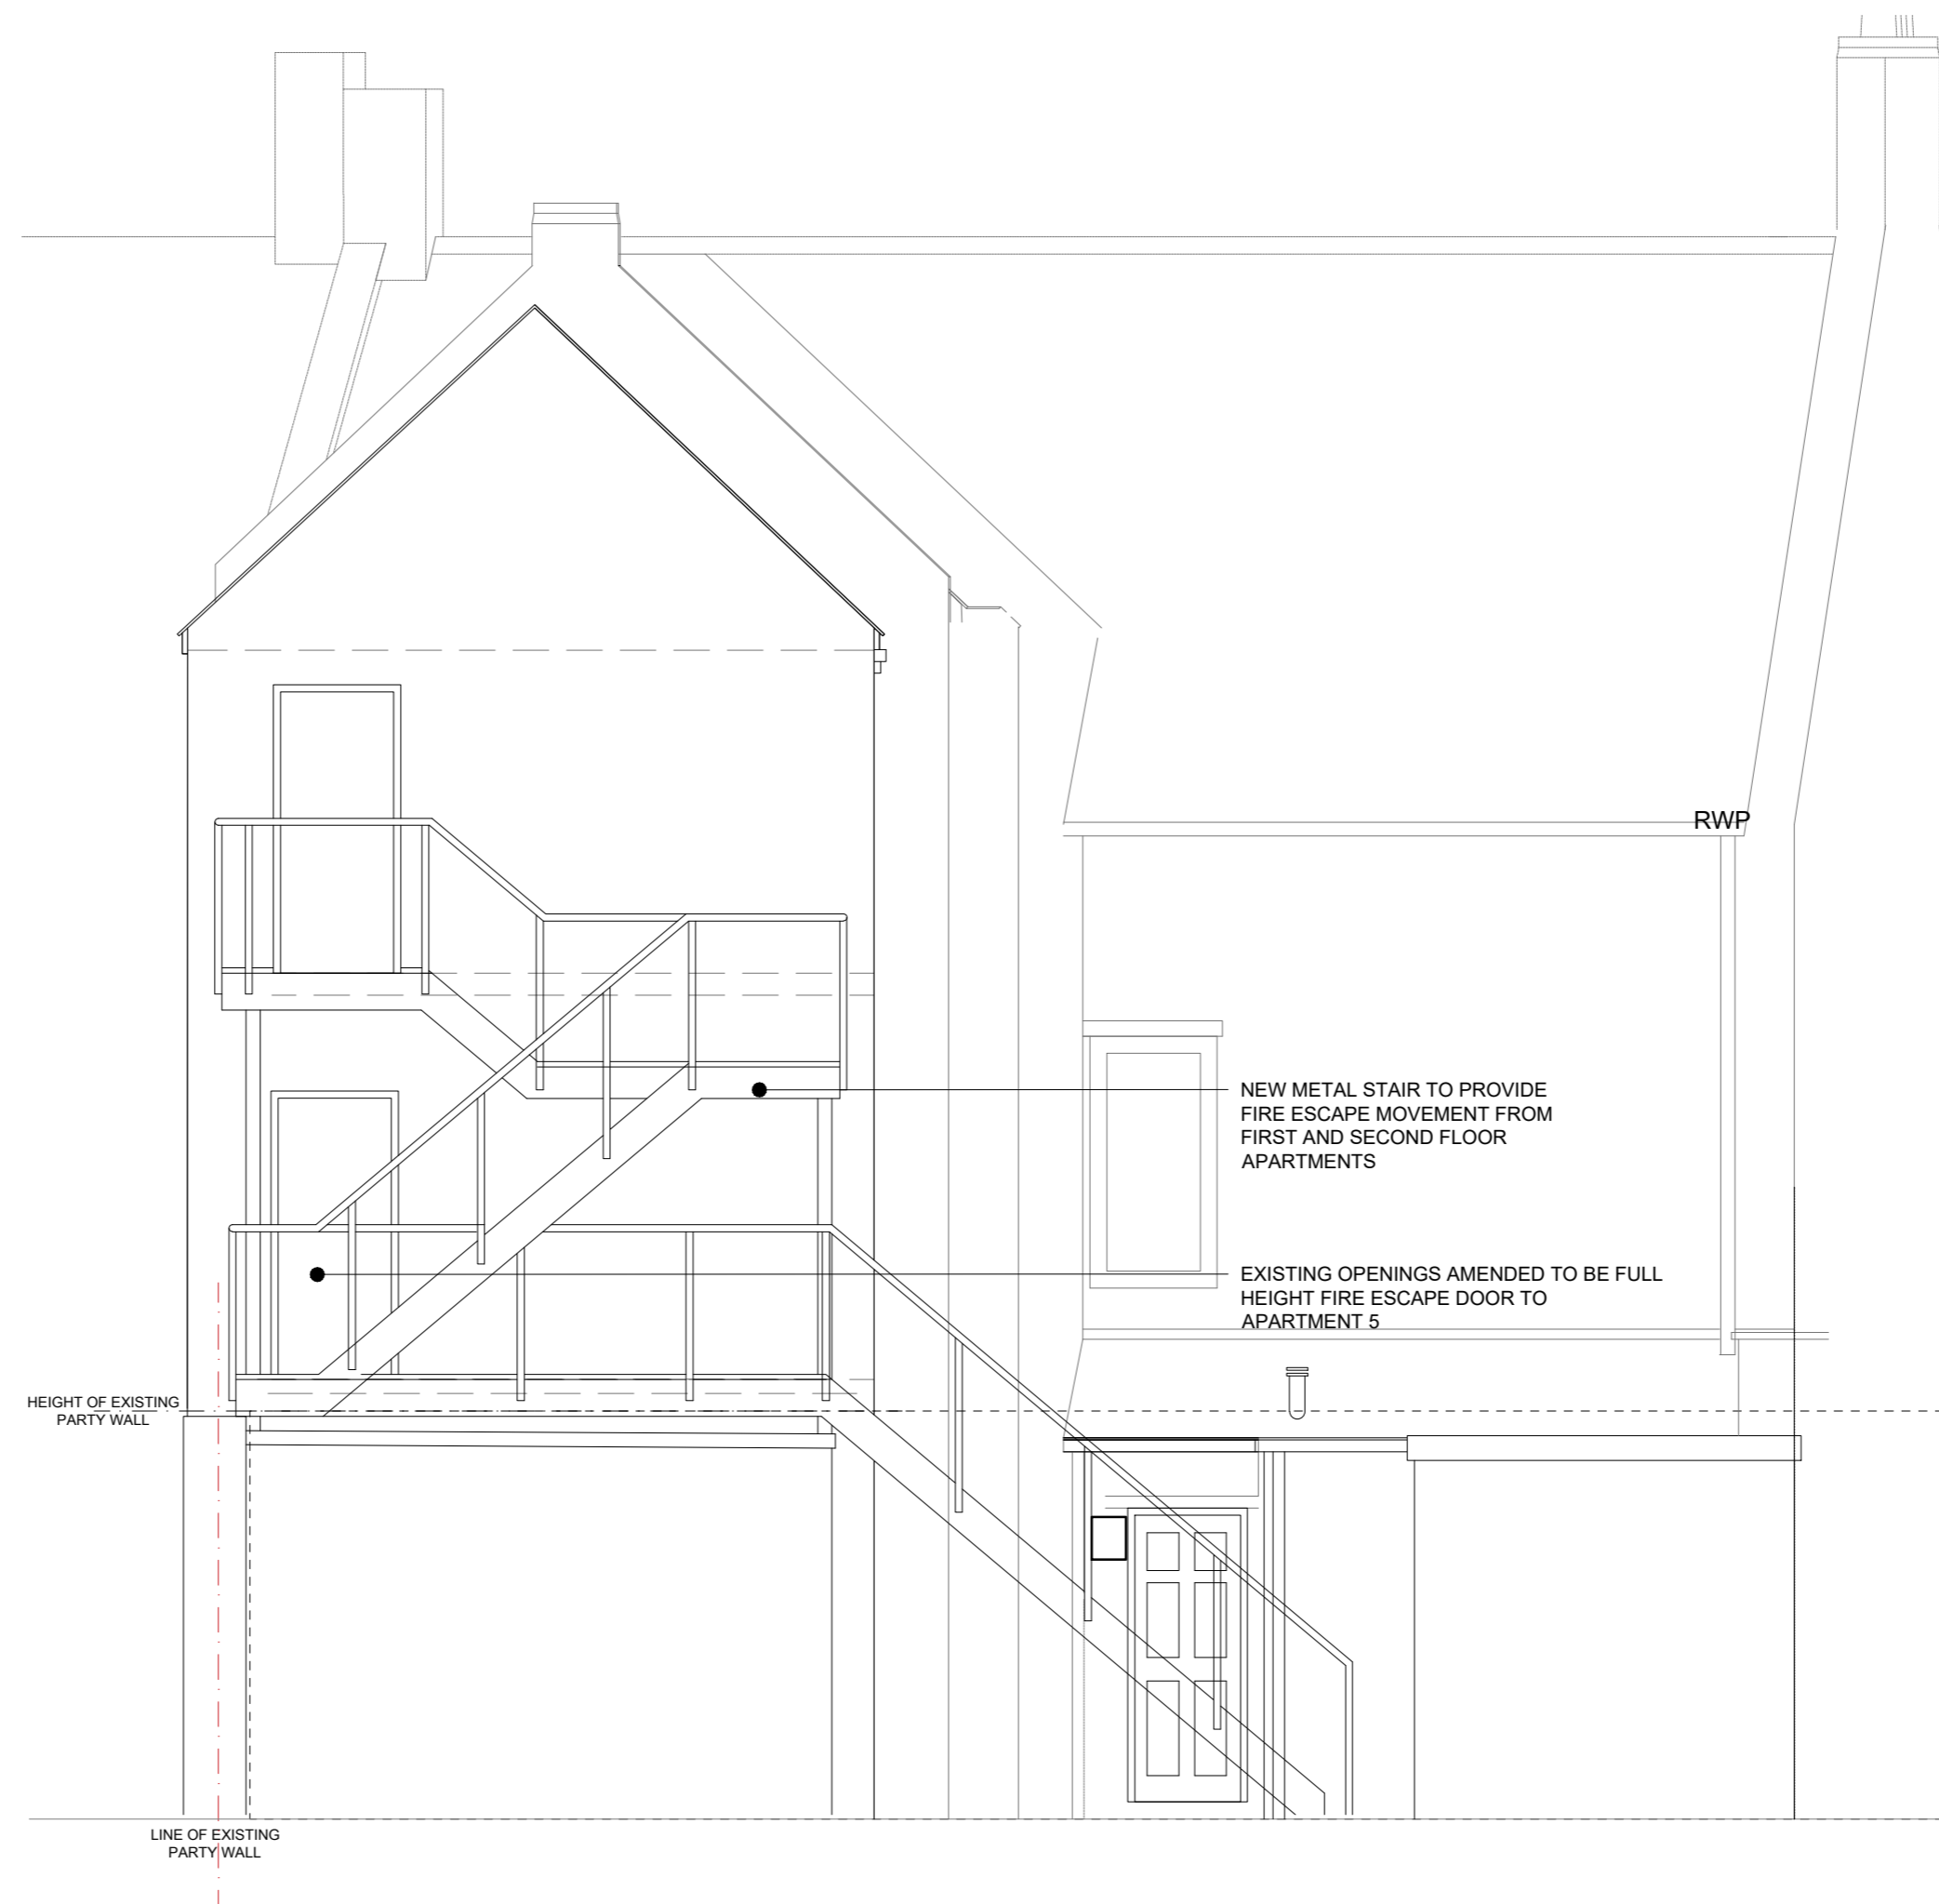 RWP
NEW METAL STAIR TO PROVIDE
FIRE ESCAPE MOVEMENT FROM
FIRST AND SECOND FLOOR
APARTMENTS
EXISTING OPENINGS AMENDED TO BE FULL
HEIGHT FIRE ESCAPE DOOR TO
APARTMENT 5
HEIGHT OF EXISTING
PARTY WALL
LINE OF EXISTING
PARTY WALL